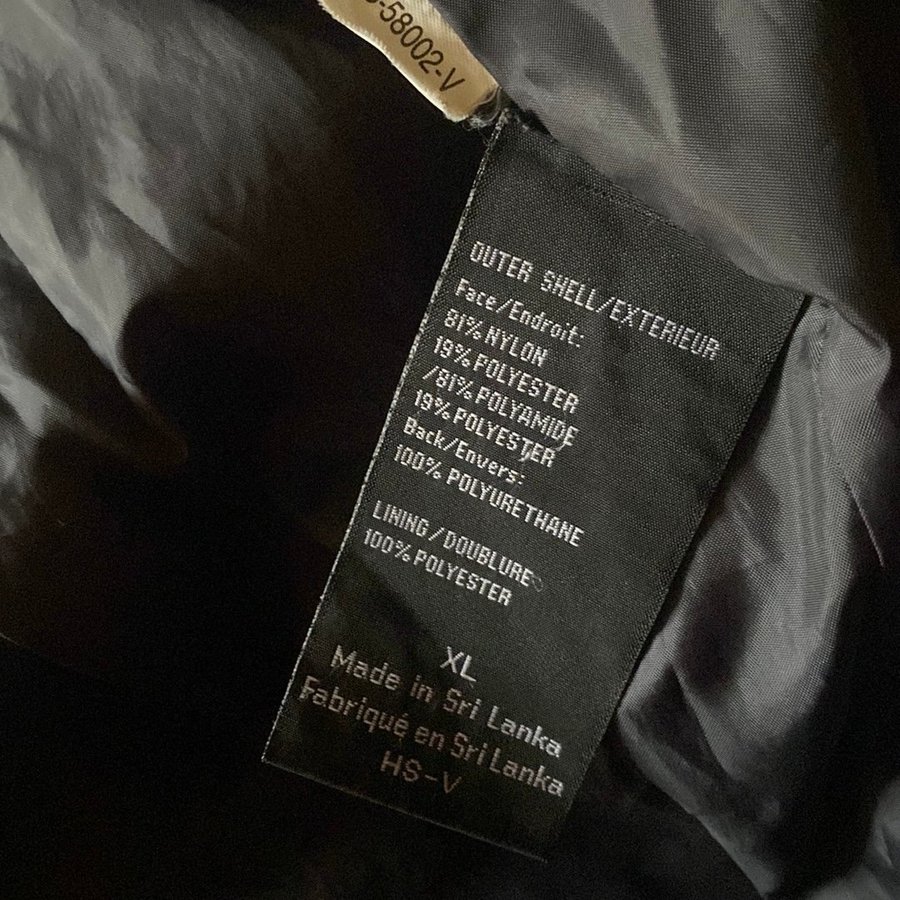 -58002-V
OUTER SHELL/EXTERIEUR
Face/Endroit:
81% NYLON
19% POLYESTER
/81% POLYAMIDE
19% POLYESTER
Back/Envers:
100% POLYURETHANE
LINING/DOUBLURE
100% POLYESTER
XL
Made in Sri Lanka
Fabriqué en Sri Lanka
HS-V